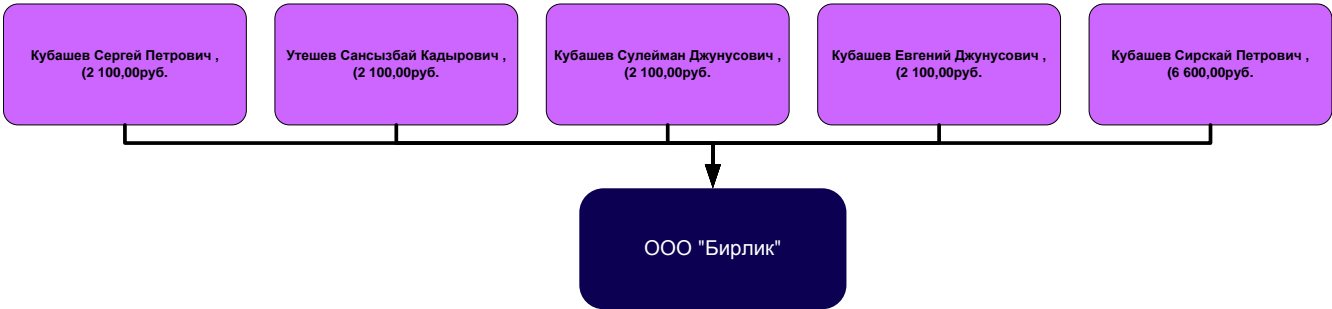 Кубашев Сергей Петрович ,
(2 100,00руб.
Утешев Сансызбай Кадырович ,
(2 100,00руб.
Кубашев Сулейман Джунусович ,
(2 100,00руб.
Кубашев Евгений Джунусович ,
(2 100,00руб.
Кубашев Сирскай Петрович ,
(6 600,00руб.
ООО "Бирлик"